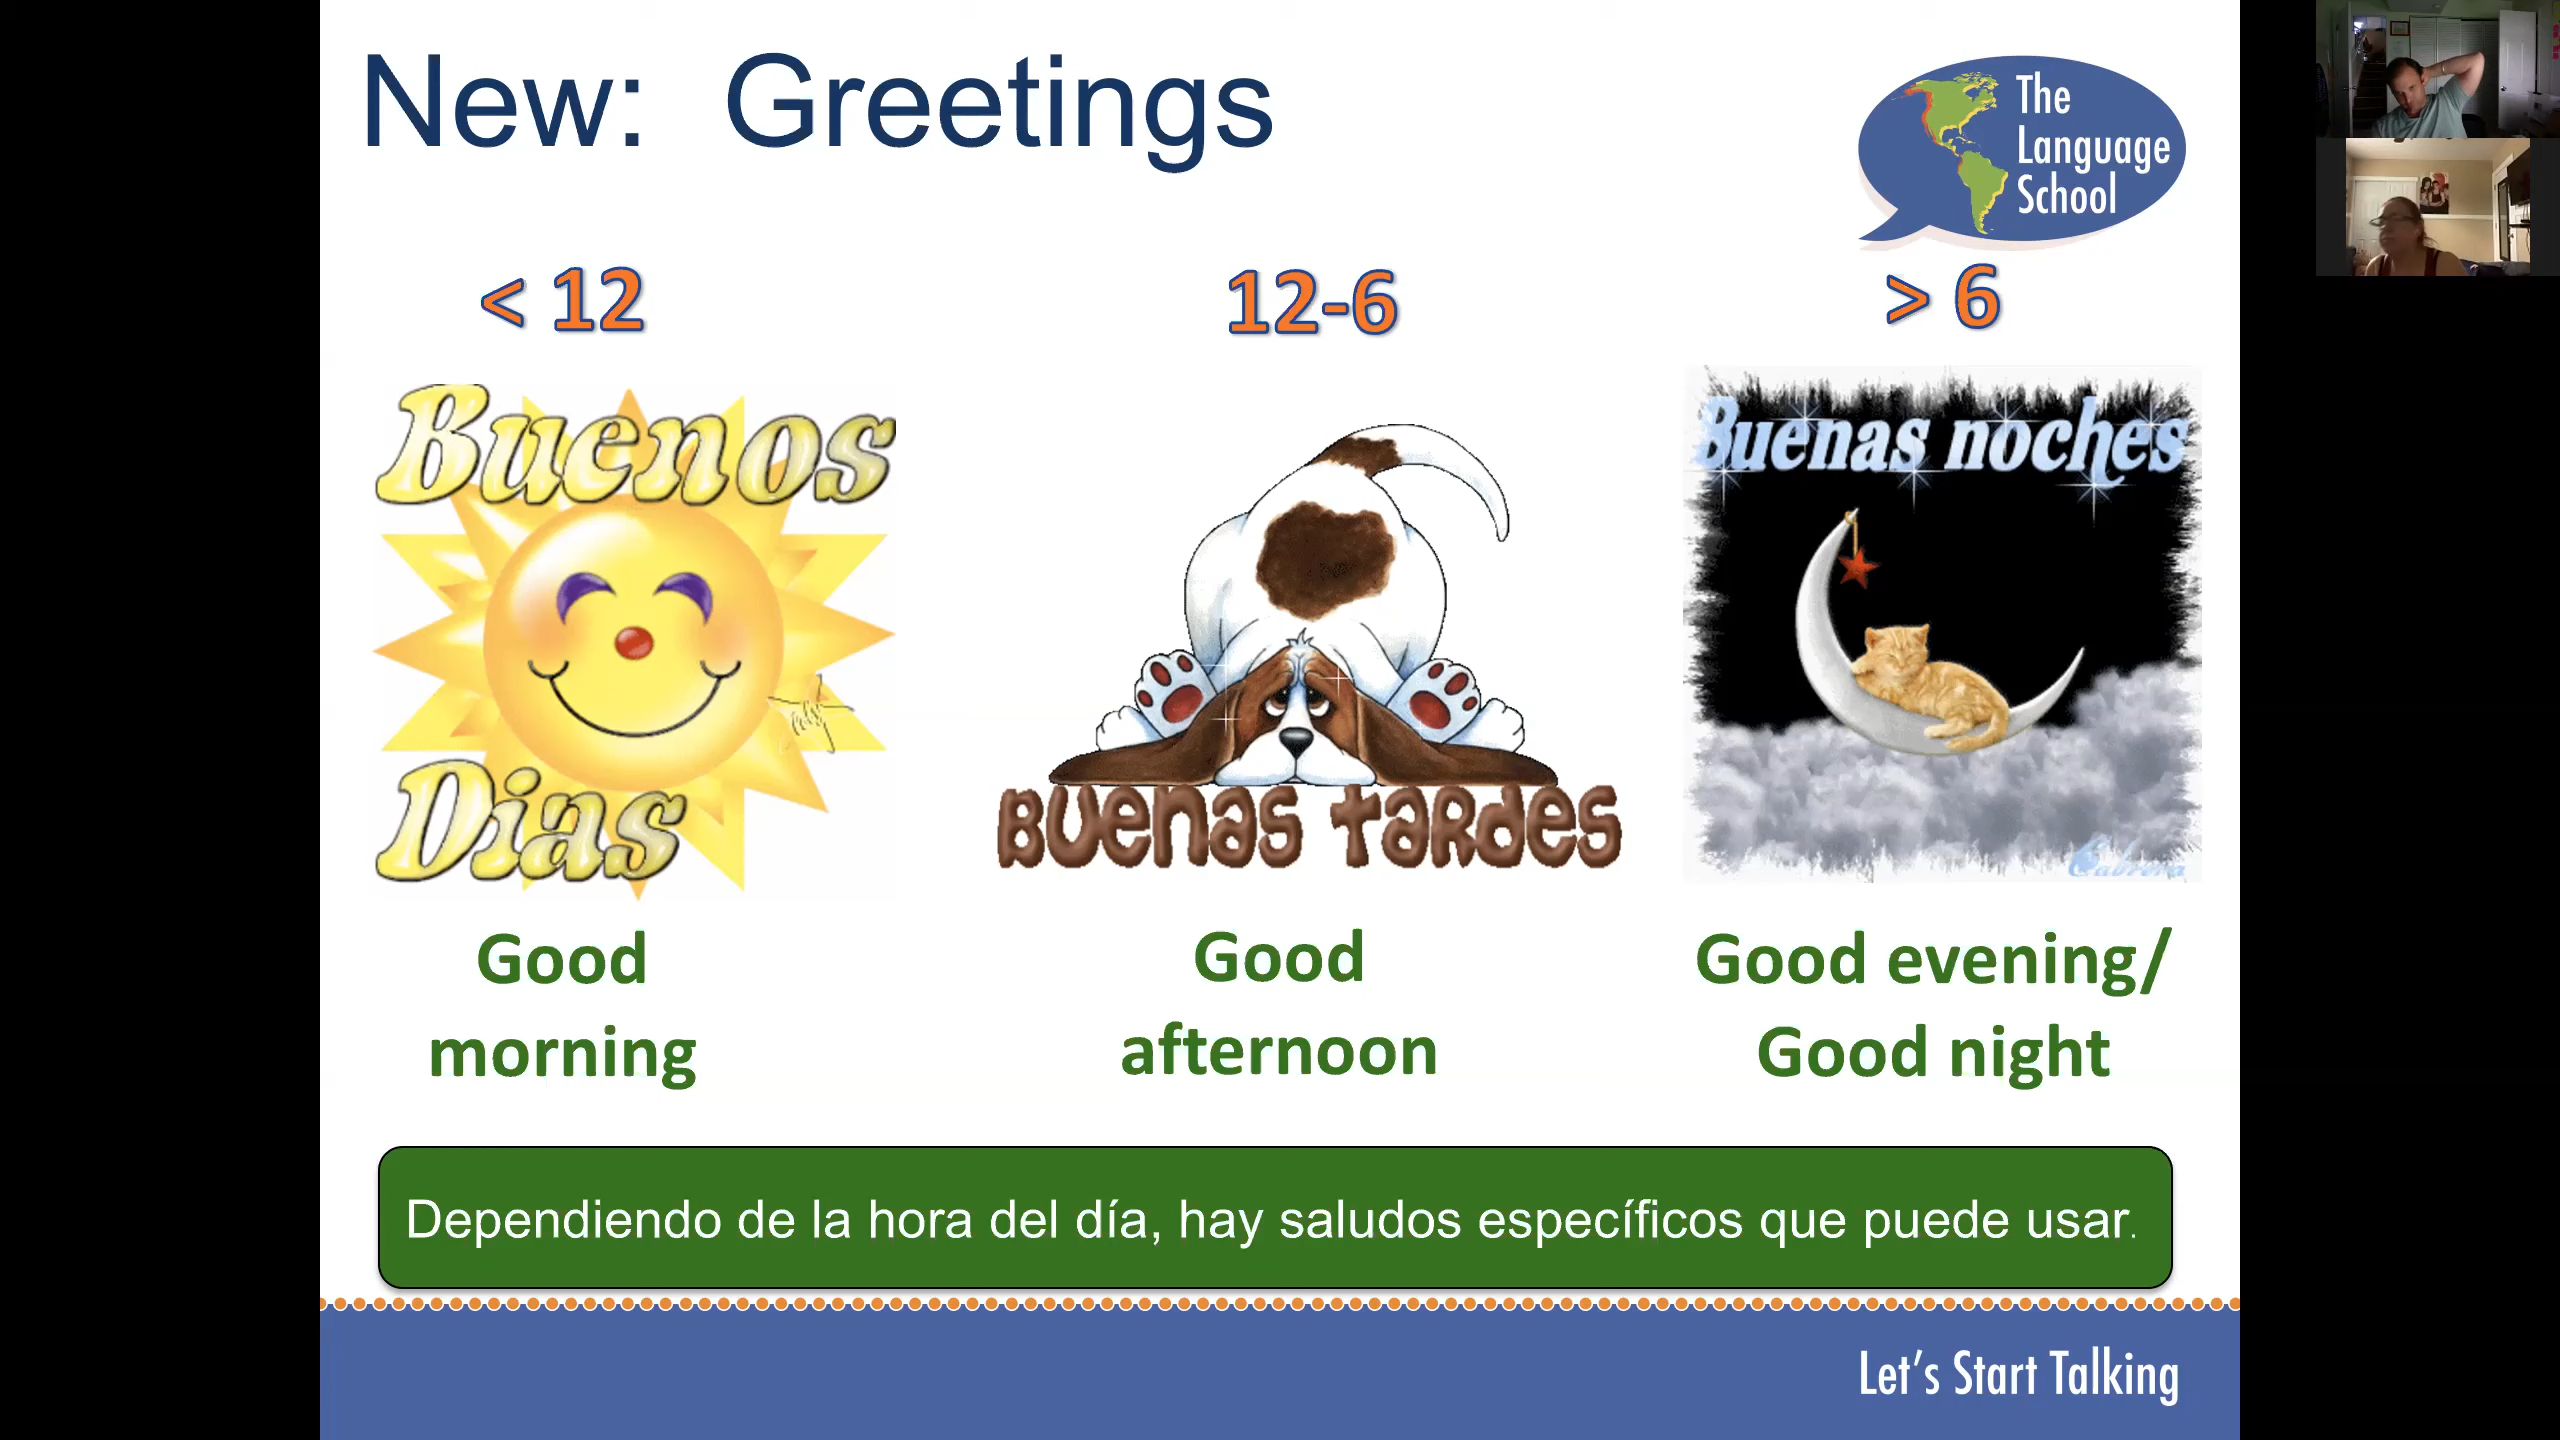 New: Greetings
The
Language
School
< 12
12-6
> 6
Buenos
Dias
Buenas tardes
Buenas noches
Cabrera
Good
morning
Good
afternoon
Good evening/
Good night
Dependiendo de la hora del día, hay saludos específicos que puede usar.
Let's Start Talking